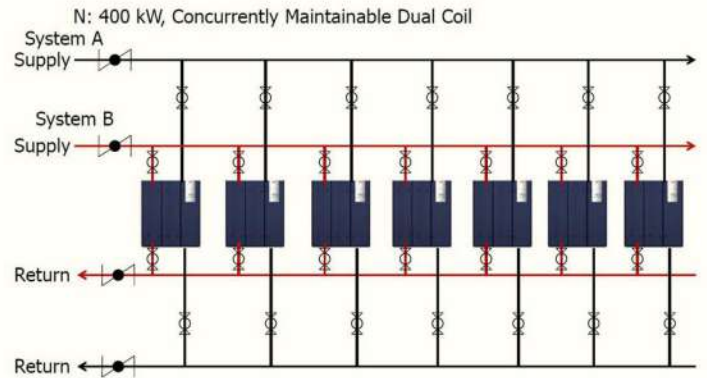 N: 400 kW, Concurrently Maintainable Dual Coil
System A
Supply
System B
Supply
Return
Return